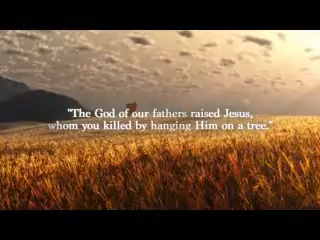 "The God of our fathers raised Jesus,
whom you killed by hanging Him on a tree."